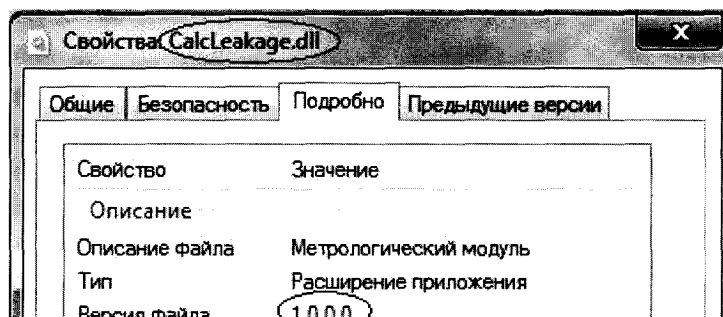 Свойства: CalcLeakage.dll
Общие Безопасность Подробно Предыдущие версии
Свойство Значение
Описание
Описание файла Метрологический модуль
Тип Расширение приложения
Версия файла 1.0.0.0